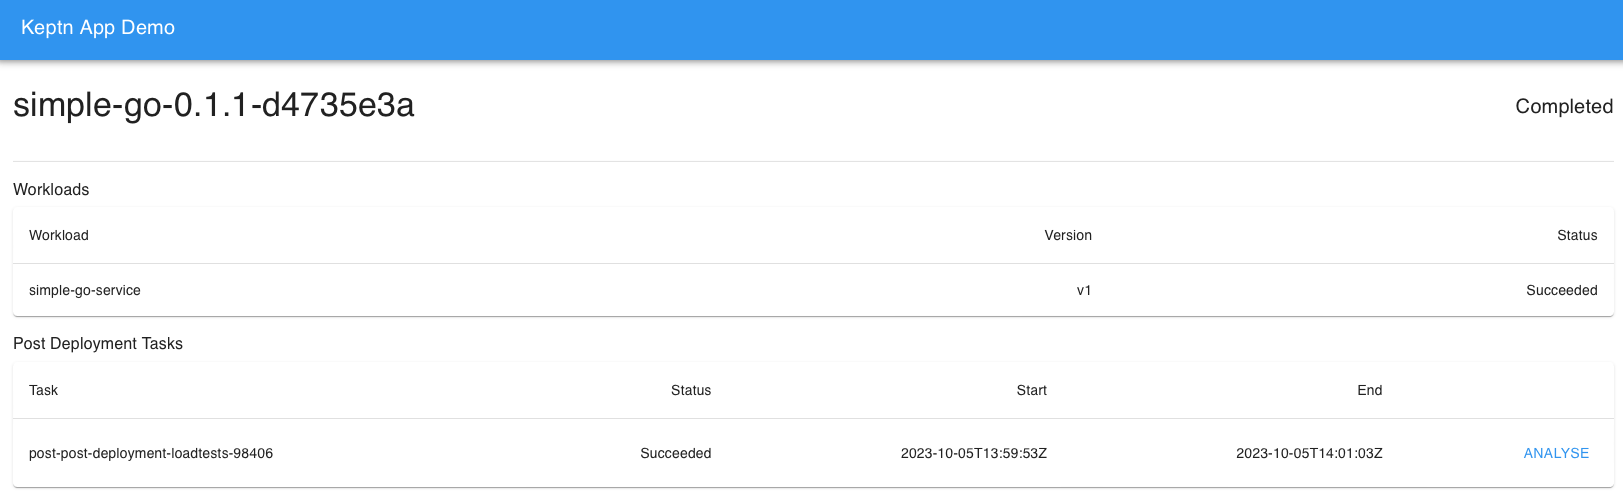 Keptn App Demo
simple-go-0.1.1-d4735e3a Completed
Workloads
Workload Version Status
simple-go-service v1 Succeeded
Post Deployment Tasks
Task Status Start End
post-post-deployment-loadtests-98406 Succeeded 2023-10-05T13:59:53Z 2023-10-05T14:01:03Z ANALYSE